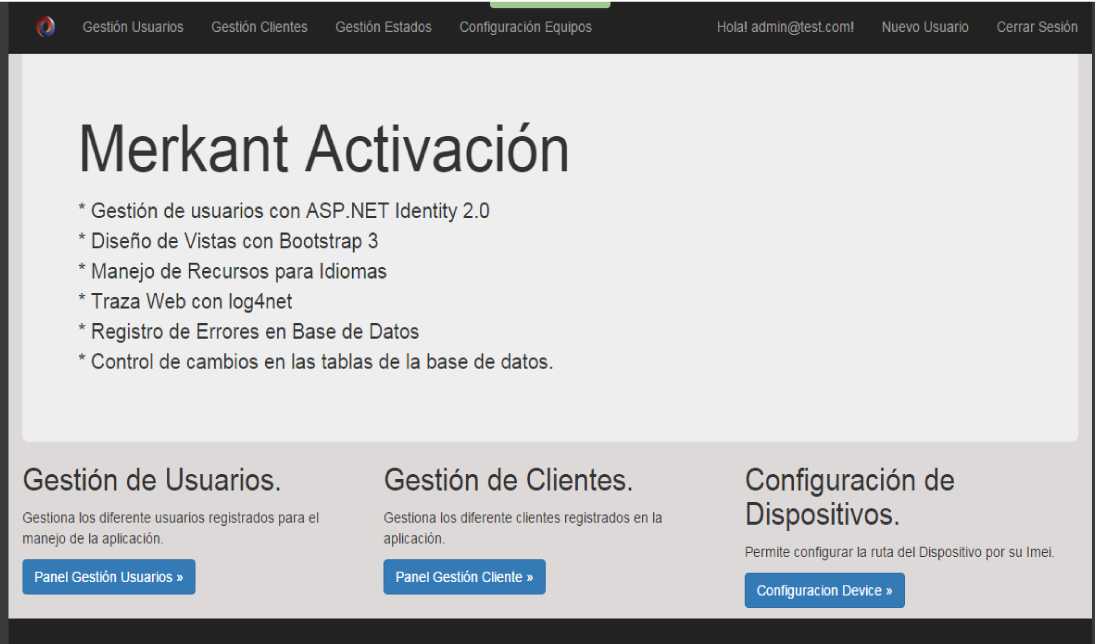 Gestión Usuarios Gestión Clientes Gestión Estados Configuración Equipos Hola! admin@test.com! Nuevo Usuario Cerrar Sesión
Merkant Activación
* Gestión de usuarios con ASP.NET Identity 2.0
* Diseño de Vistas con Bootstrap 3
* Manejo de Recursos para Idiomas
* Traza Web con log4net
* Registro de Errores en Base de Datos
* Control de cambios en las tablas de la base de datos.
Gestión de Usuarios.
Gestiona los diferente usuarios registrados para el
manejo de la aplicación.
Panel Gestión Usuarios »
Gestión de Clientes.
Gestiona los diferente clientes registrados en la
aplicación.
Panel Gestión Cliente »
Configuración de
Dispositivos.
Permite configurar la ruta del Dispositivo por su Imei.
Configuracion Device »